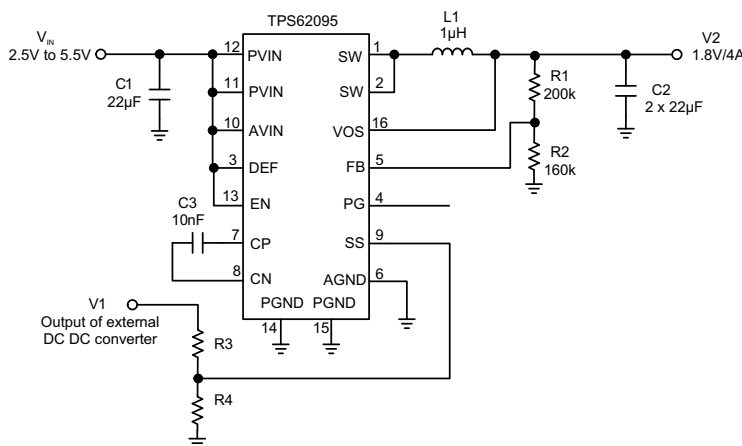 TPS62095
V_IN
2.5V to 5.5V
C1
22µF
12 PVIN
11 PVIN
10 AVIN
3 DEF
13 EN
C3
10nF
7 CP
8 CN
SW 1
SW 2
VOS 16
FB 5
PG 4
SS 9
AGND 6
PGND PGND
14 15
L1
1µH
R1
200k
R2
160k
C2
2 x 22µF
V2
1.8V/4A
V1
Output of external
DC DC converter
R3
R4